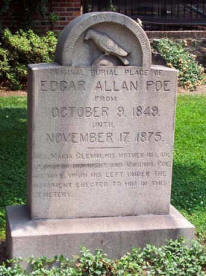 ORIGINAL BURIAL PLACE OF
EDGAR ALLAN POE
FROM
OCTOBER 9, 1849,
UNTIL
NOVEMBER 17, 1875.
MRS. MARIA CLEMM, HIS MOTHER-IN-LAW,
UPON HIS RIGHT AND VIRGINIA POE
HIS WIFE, UPON HIS LEFT UNDER THE
MONUMENT ERECTED TO HIM IN THIS
CEMETERY.